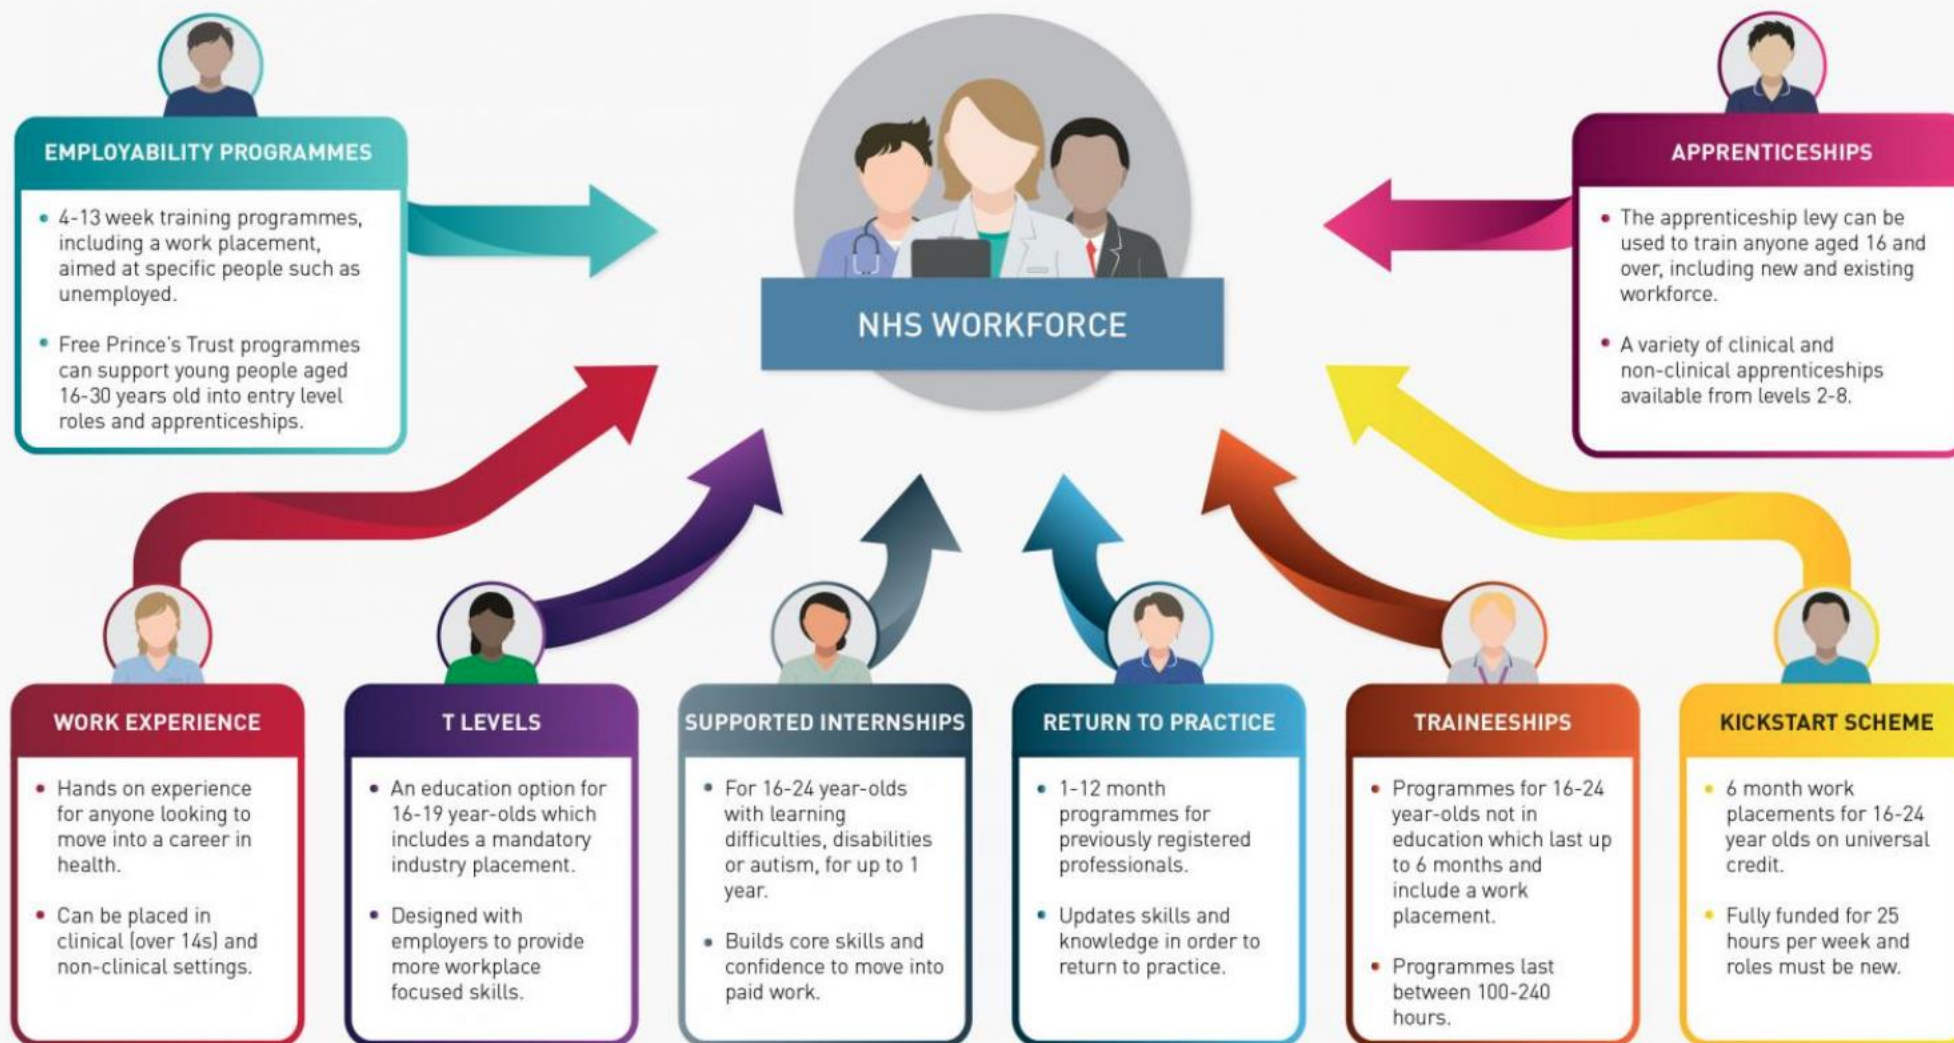 EMPLOYABILITY PROGRAMMES
• 4-13 week training programmes,
including a work placement,
aimed at specific people such as
unemployed.
• Free Prince's Trust programmes
can support young people aged
16-30 years old into entry level
roles and apprenticeships.
NHS WORKFORCE
APPRENTICESHIPS
• The apprenticeship levy can be
used to train anyone aged 16 and
over, including new and existing
workforce.
• A variety of clinical and
non-clinical apprenticeships
available from levels 2-8.
WORK EXPERIENCE
• Hands on experience
for anyone looking to
move into a career in
health.
• Can be placed in
clinical (over 14s) and
non-clinical settings.
T LEVELS
• An education option for
16-19 year-olds which
includes a mandatory
industry placement.
• Designed with
employers to provide
more workplace
focused skills.
SUPPORTED INTERNSHIPS
• For 16-24 year-olds
with learning
difficulties, disabilities
or autism, for up to 1
year.
• Builds core skills and
confidence to move into
paid work.
RETURN TO PRACTICE
• 1-12 month
programmes for
previously registered
professionals.
• Updates skills and
knowledge in order to
return to practice.
TRAINEESHIPS
• Programmes for 16-24
year-olds not in
education which last up
to 6 months and
include a work
placement.
• Programmes last
between 100-240
hours.
KICKSTART SCHEME
• 6 month work
placements for 16-24
year olds on universal
credit.
• Fully funded for 25
hours per week and
roles must be new.